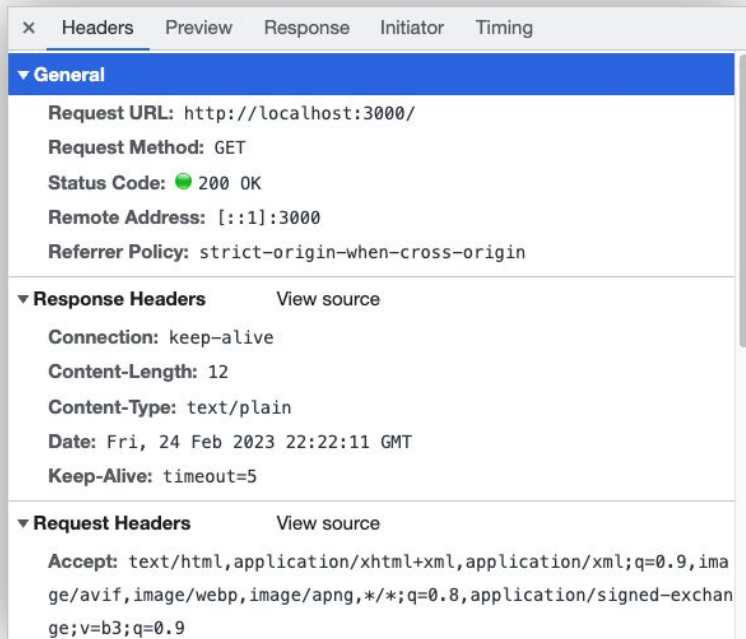 × Headers Preview Response Initiator Timing
▼ General
Request URL: http://localhost:3000/
Request Method: GET
Status Code: 200 OK
Remote Address: [::1]:3000
Referrer Policy: strict-origin-when-cross-origin
▼ Response Headers View source
Connection: keep-alive
Content-Length: 12
Content-Type: text/plain
Date: Fri, 24 Feb 2023 22:22:11 GMT
Keep-Alive: timeout=5
▼ Request Headers View source
Accept: text/html,application/xhtml+xml,application/xml;q=0.9,ima
ge/avif,image/webp,image/apng,*/*;q=0.8,application/signed-exchan
ge;v=b3;q=0.9